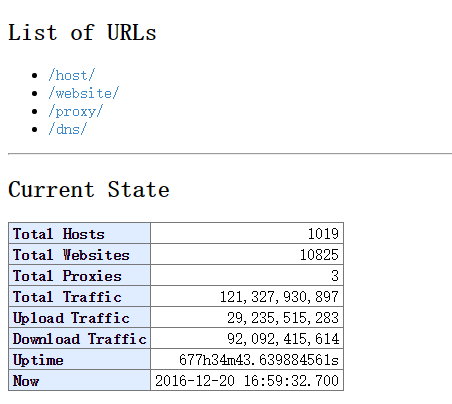 List of URLs
/host/
/website/
/proxy/
/dns/
Current State
Total Hosts 1019
Total Websites 10825
Total Proxies 3
Total Traffic 121,327,930,897
Upload Traffic 29,235,515,283
Download Traffic 92,092,415,614
Uptime 677h34m43.639884561s
Now 2016-12-20 16:59:32.700